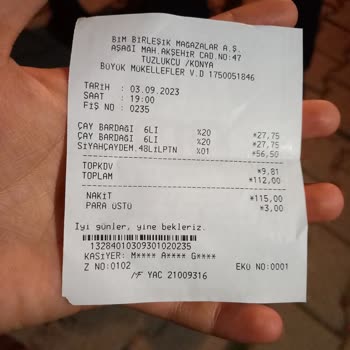 BİM BİRLEŞİK MAĞAZALAR A.Ş.
AŞAĞI MAH.AKŞEHİR CAD.NO:47
TUZLUKCU /KONYA
BÜYÜK MÜKELLEFLER V.D 1750051846
TARİH : 03.09.2023
SAAT : 19:00
FİŞ NO : 0235
ÇAY BARDAĞI 6LI %20 *27,75
ÇAY BARDAĞI 6LI %20 *27,75
SİYAHÇAYDEM.48LİLPTN %01 *56,50
TOPKDV *9,81
TOPLAM *112,00
NAKİT *115,00
PARA ÜSTÜ *3,00
İyi günler, yine bekleriz.
13284010309301020235
KASİYER: M**** A**** G****
Z NO:0102 EKÜ NO:0001
MF YAC 21009316